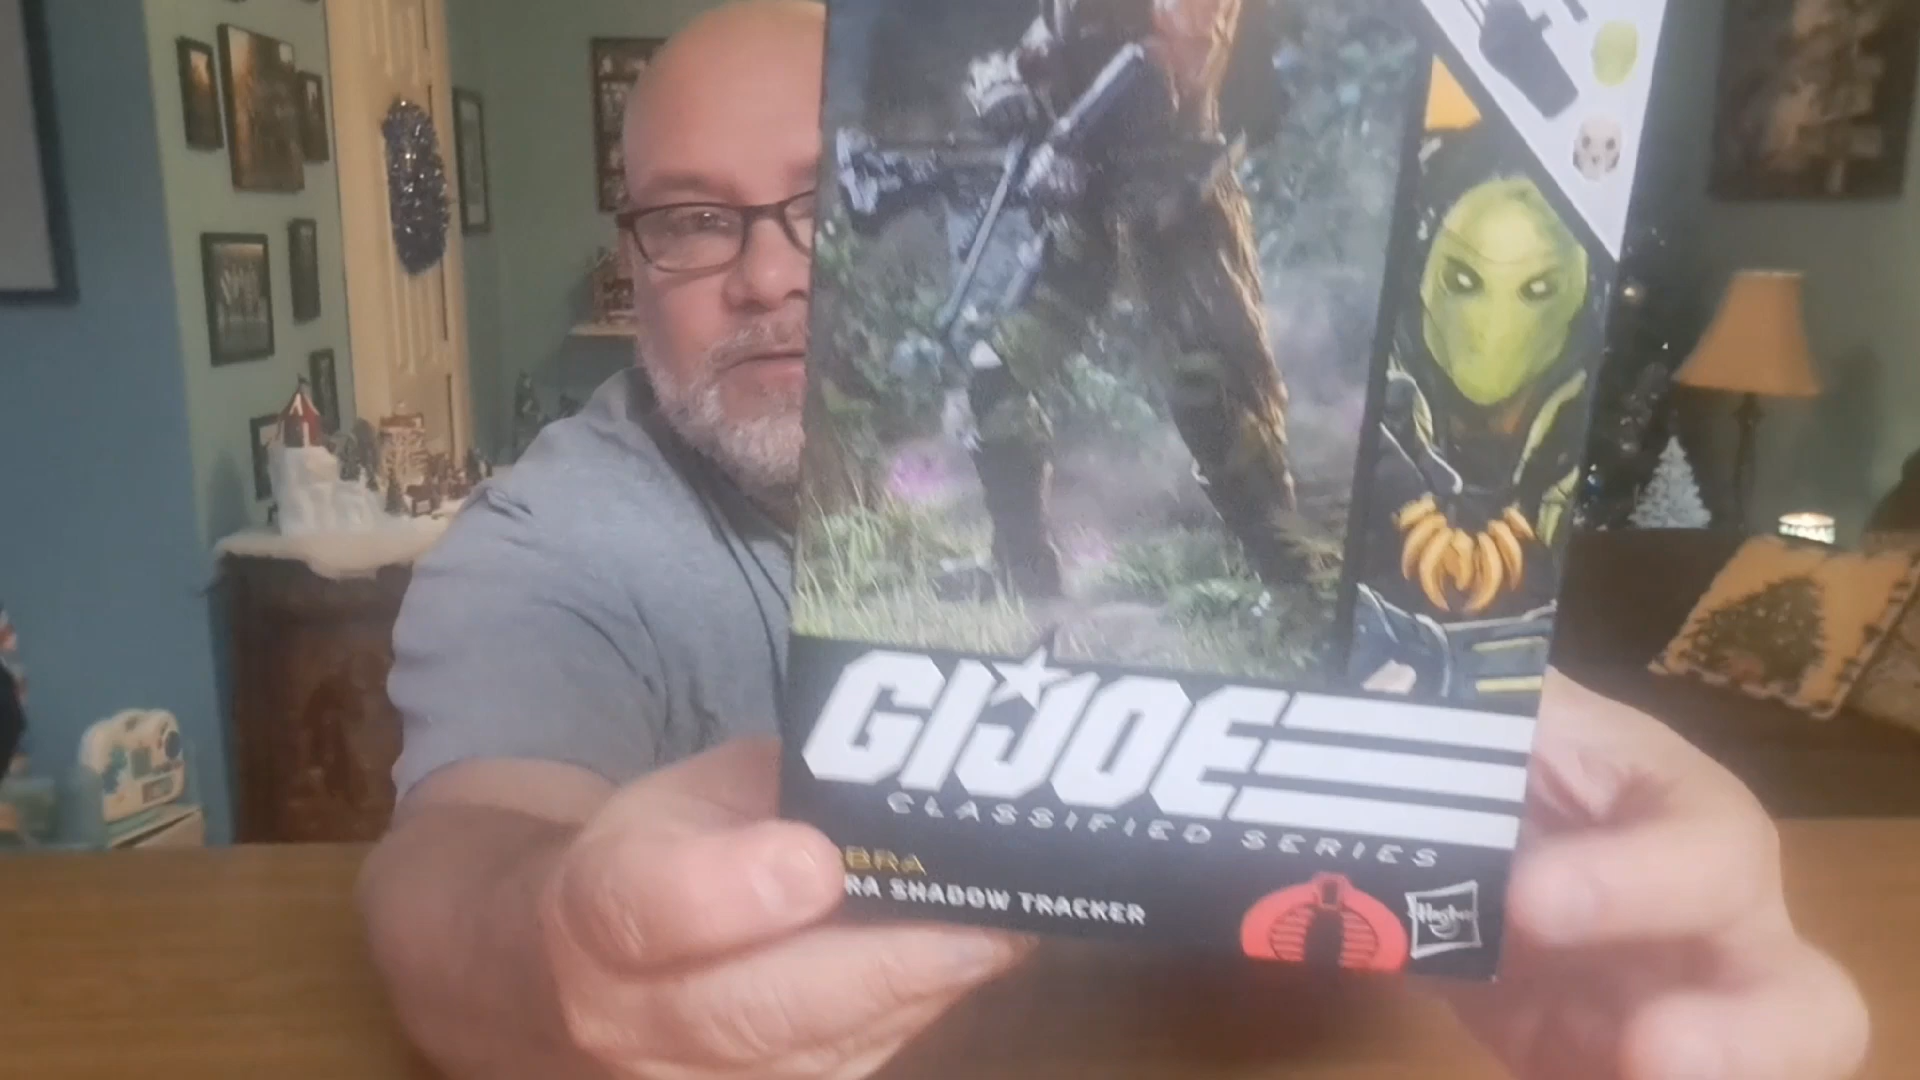 GI JOE
CLASSIFIED SERIES
BRA
RA SHADOW TRACKER
Hasbro